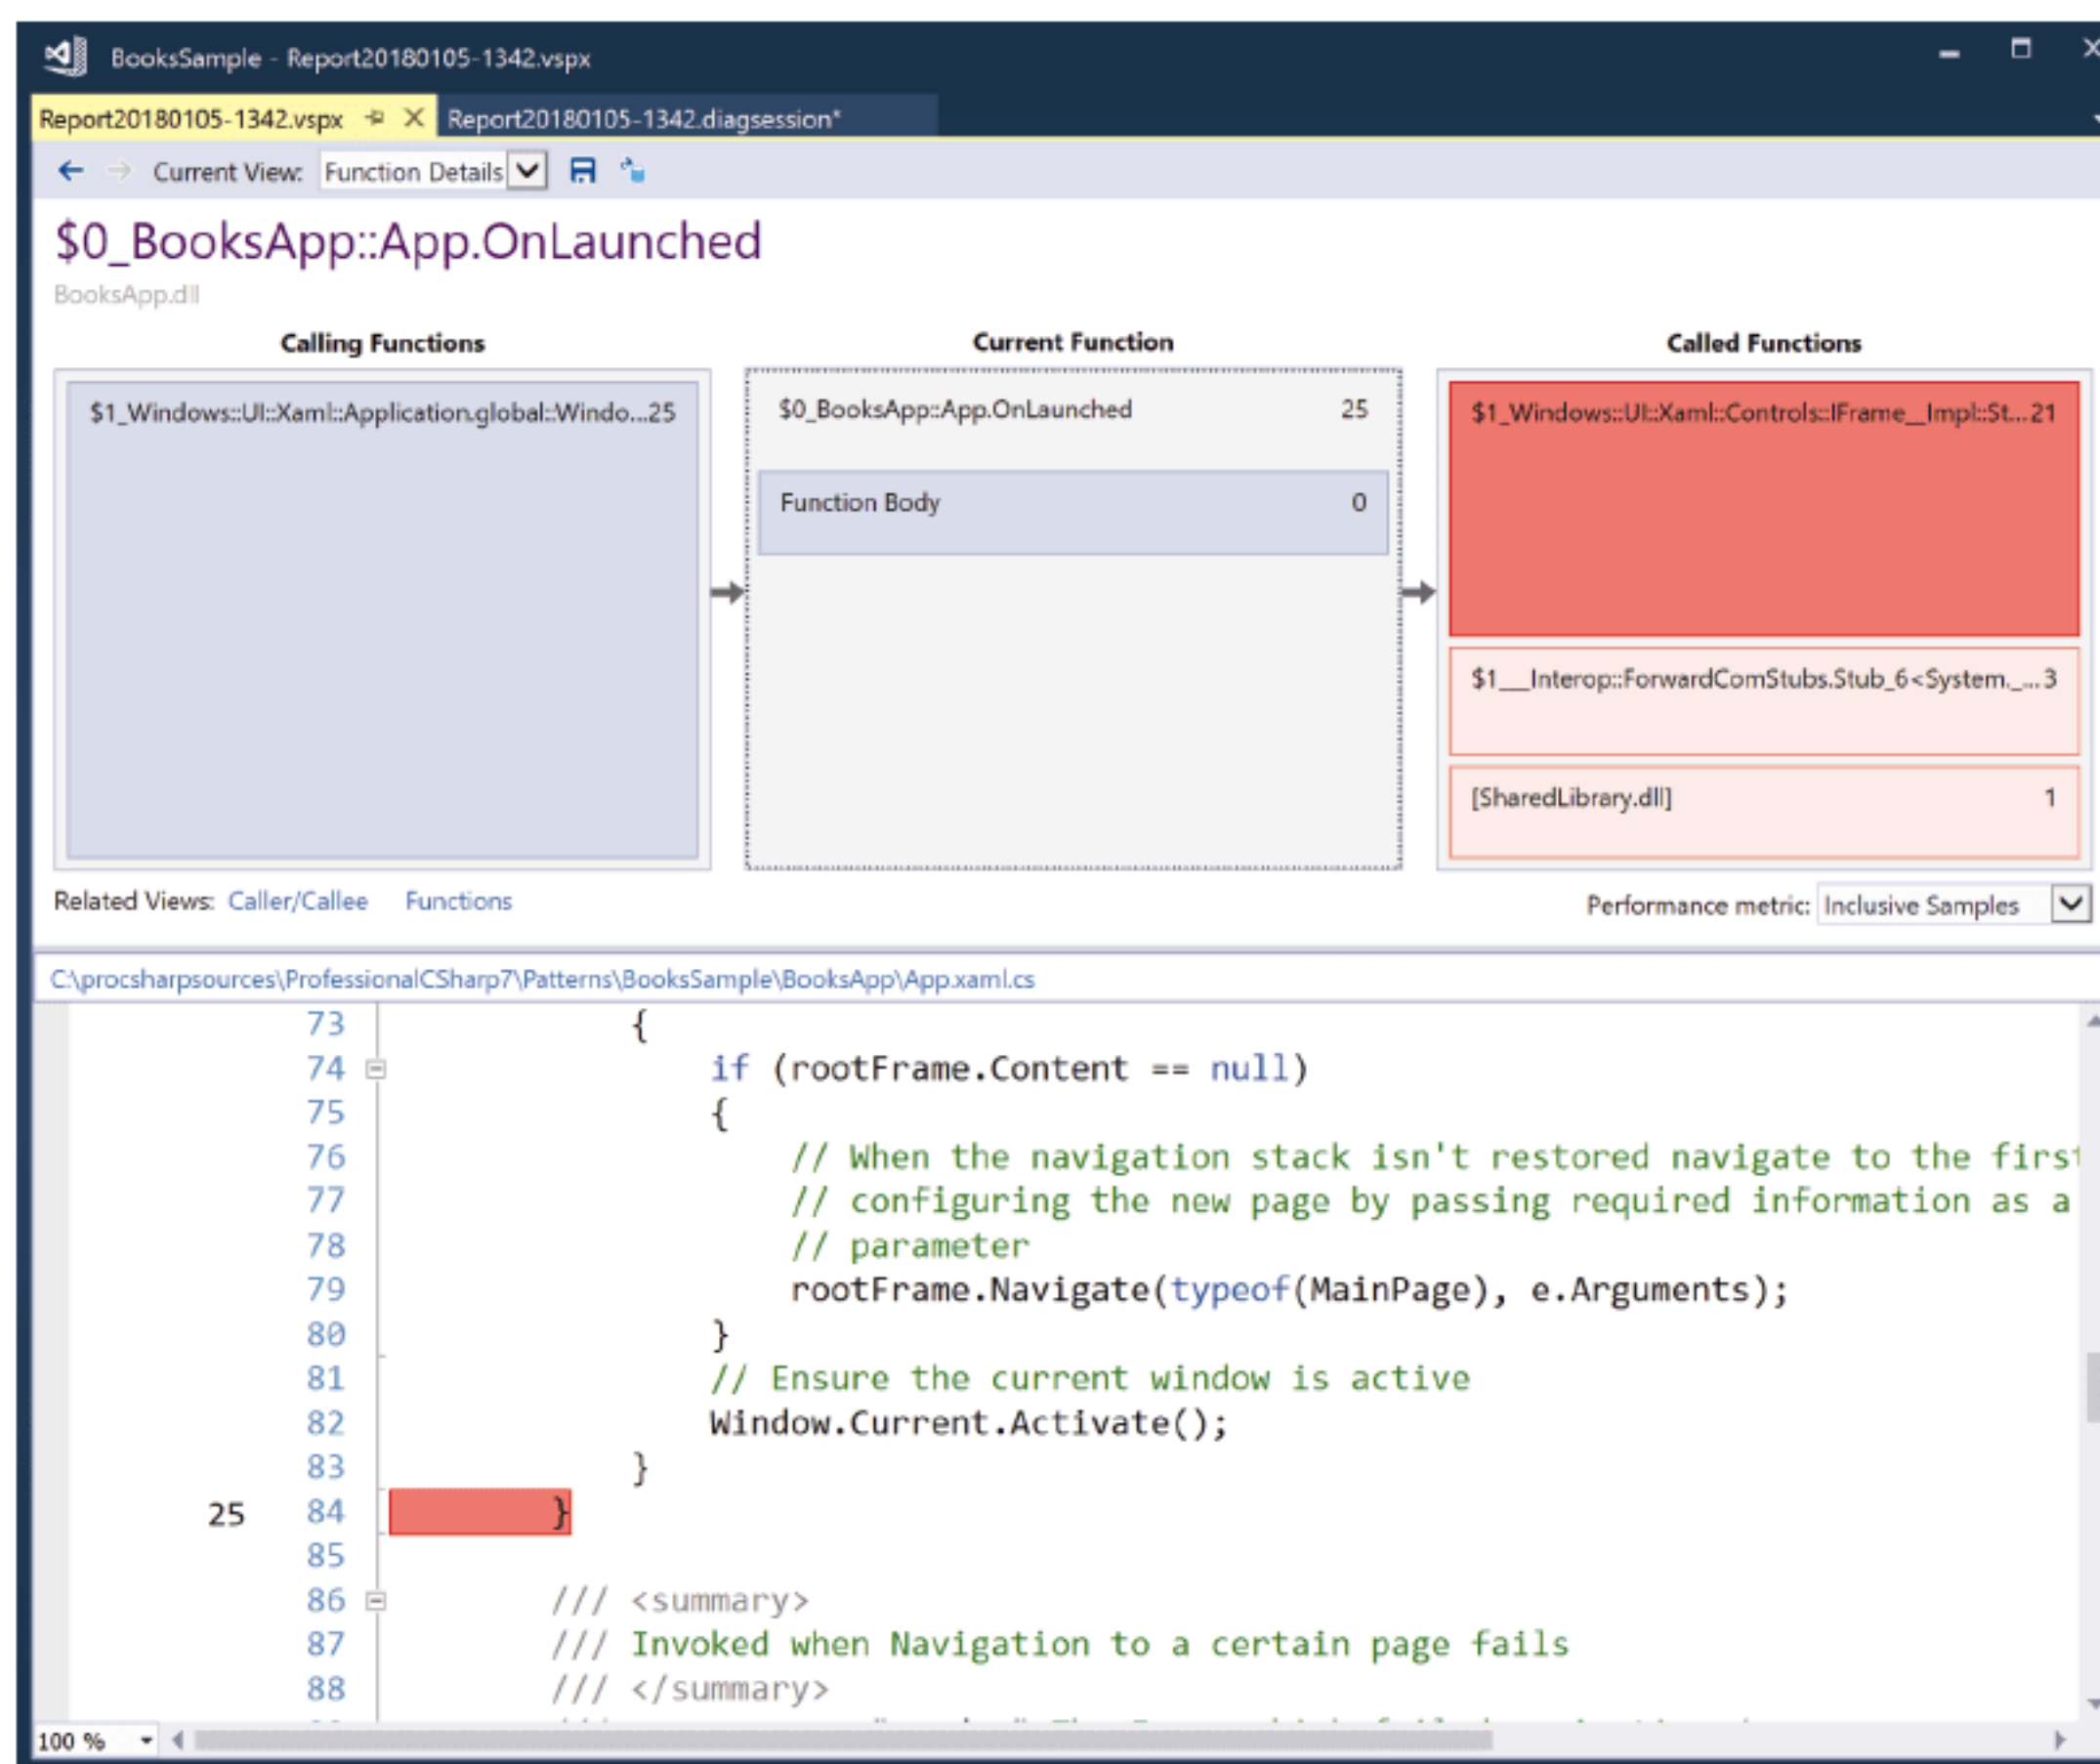 BooksSample - Report20180105-1342.vspx
Report20180105-1342.vspx Report20180105-1342.diagsession*
Current View: Function Details
$0_BooksApp::App.OnLaunched
BooksApp.dll
Calling Functions Current Function Called Functions
$1_Windows::UI::Xaml::Application.global::Windo...25 $0_BooksApp::App.OnLaunched 25 $1_Windows::UI::Xaml::Controls::IFrame__Impl::St...21
Function Body 0
$1__Interop::ForwardComStubs.Stub_6<System._...3
[SharedLibrary.dll] 1
Related Views: Caller/Callee Functions Performance metric: Inclusive Samples
C:\procsharpsources\ProfessionalCSharp7\Patterns\BooksSample\BooksApp\App.xaml.cs
73 {
74 if (rootFrame.Content == null)
75 {
76 // When the navigation stack isn't restored navigate to the first
77 // configuring the new page by passing required information as a
78 // parameter
79 rootFrame.Navigate(typeof(MainPage), e.Arguments);
80 }
81 // Ensure the current window is active
82 Window.Current.Activate();
83 }
25 84 }
85
86 /// <summary>
87 /// Invoked when Navigation to a certain page fails
88 /// </summary>
100 %